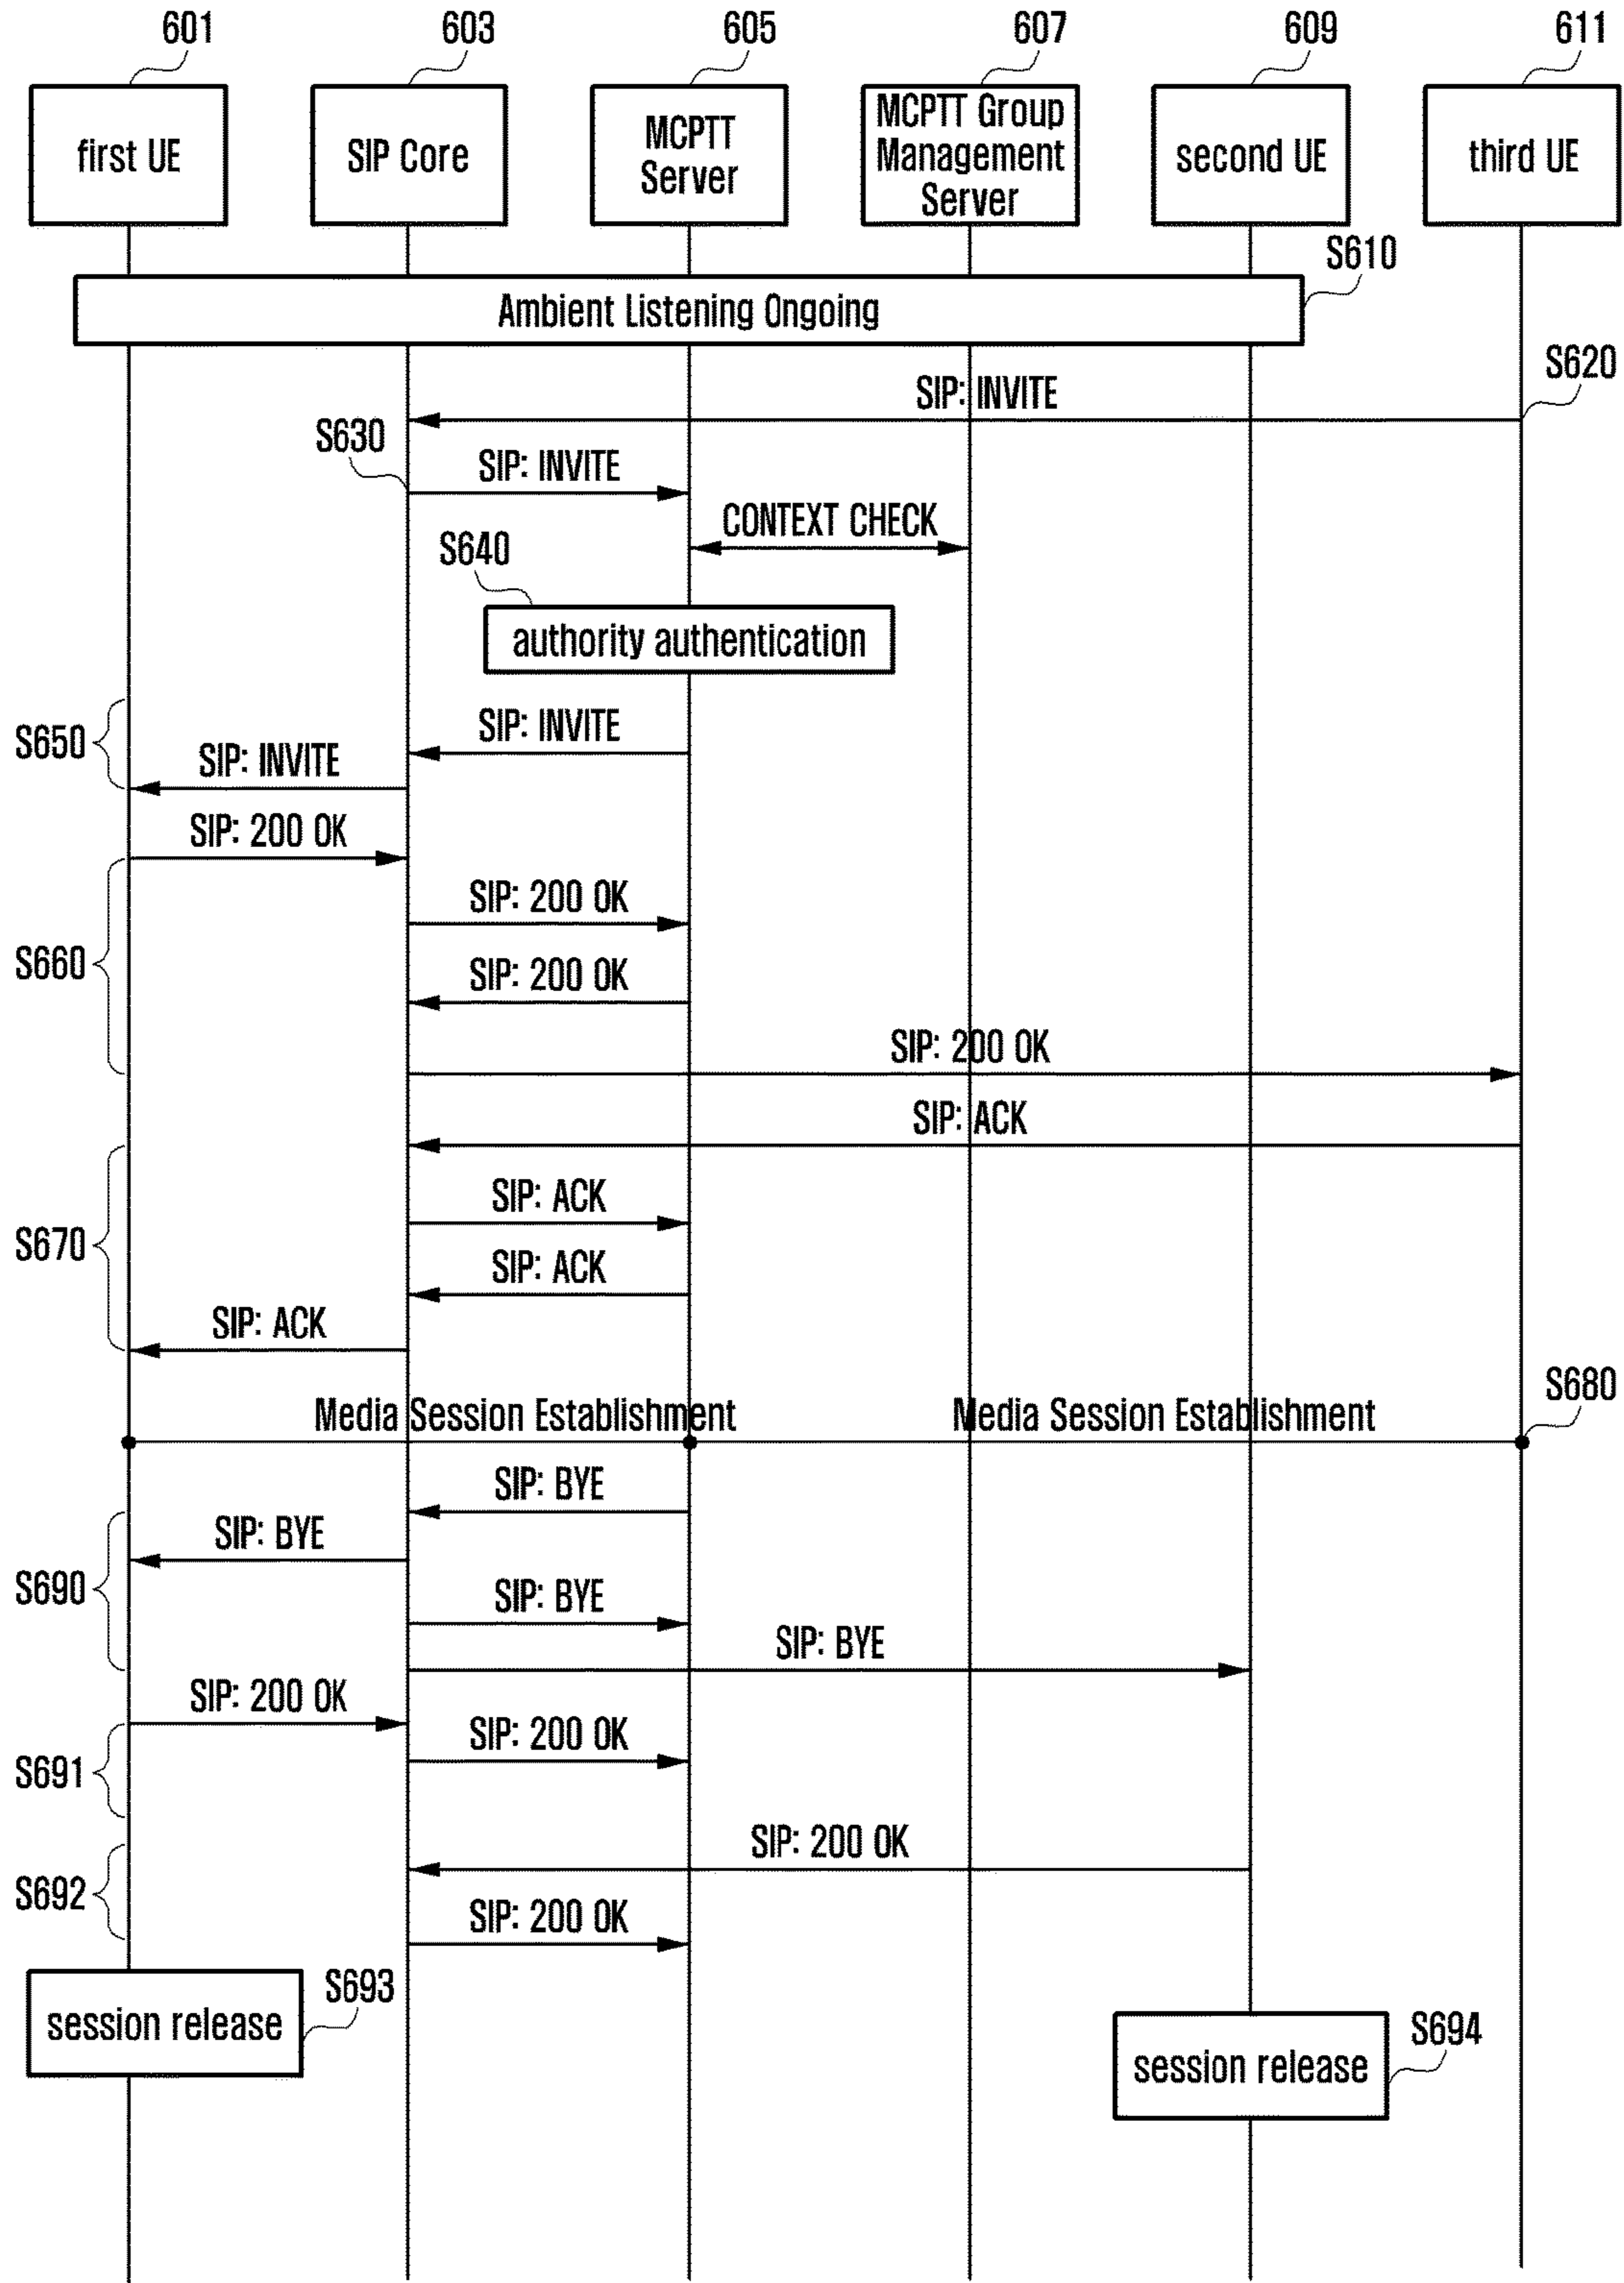 601
603
605
607
609
611
first UE
SIP Core
MCPTT
Server
MCPTT Group
Management
Server
second UE
third UE
S610
Ambient Listening Ongoing
S620
SIP: INVITE
S630
SIP: INVITE
CONTEXT CHECK
S640
authority authentication
S650
SIP: INVITE
SIP: INVITE
SIP: 200 OK
SIP: 200 OK
S660
SIP: 200 OK
SIP: 200 OK
SIP: ACK
SIP: ACK
S670
SIP: ACK
SIP: ACK
S680
Media Session Establishment
Media Session Establishment
SIP: BYE
SIP: BYE
S690
SIP: BYE
SIP: BYE
SIP: 200 OK
SIP: 200 OK
S691
SIP: 200 OK
S692
SIP: 200 OK
S693
session release
S694
session release